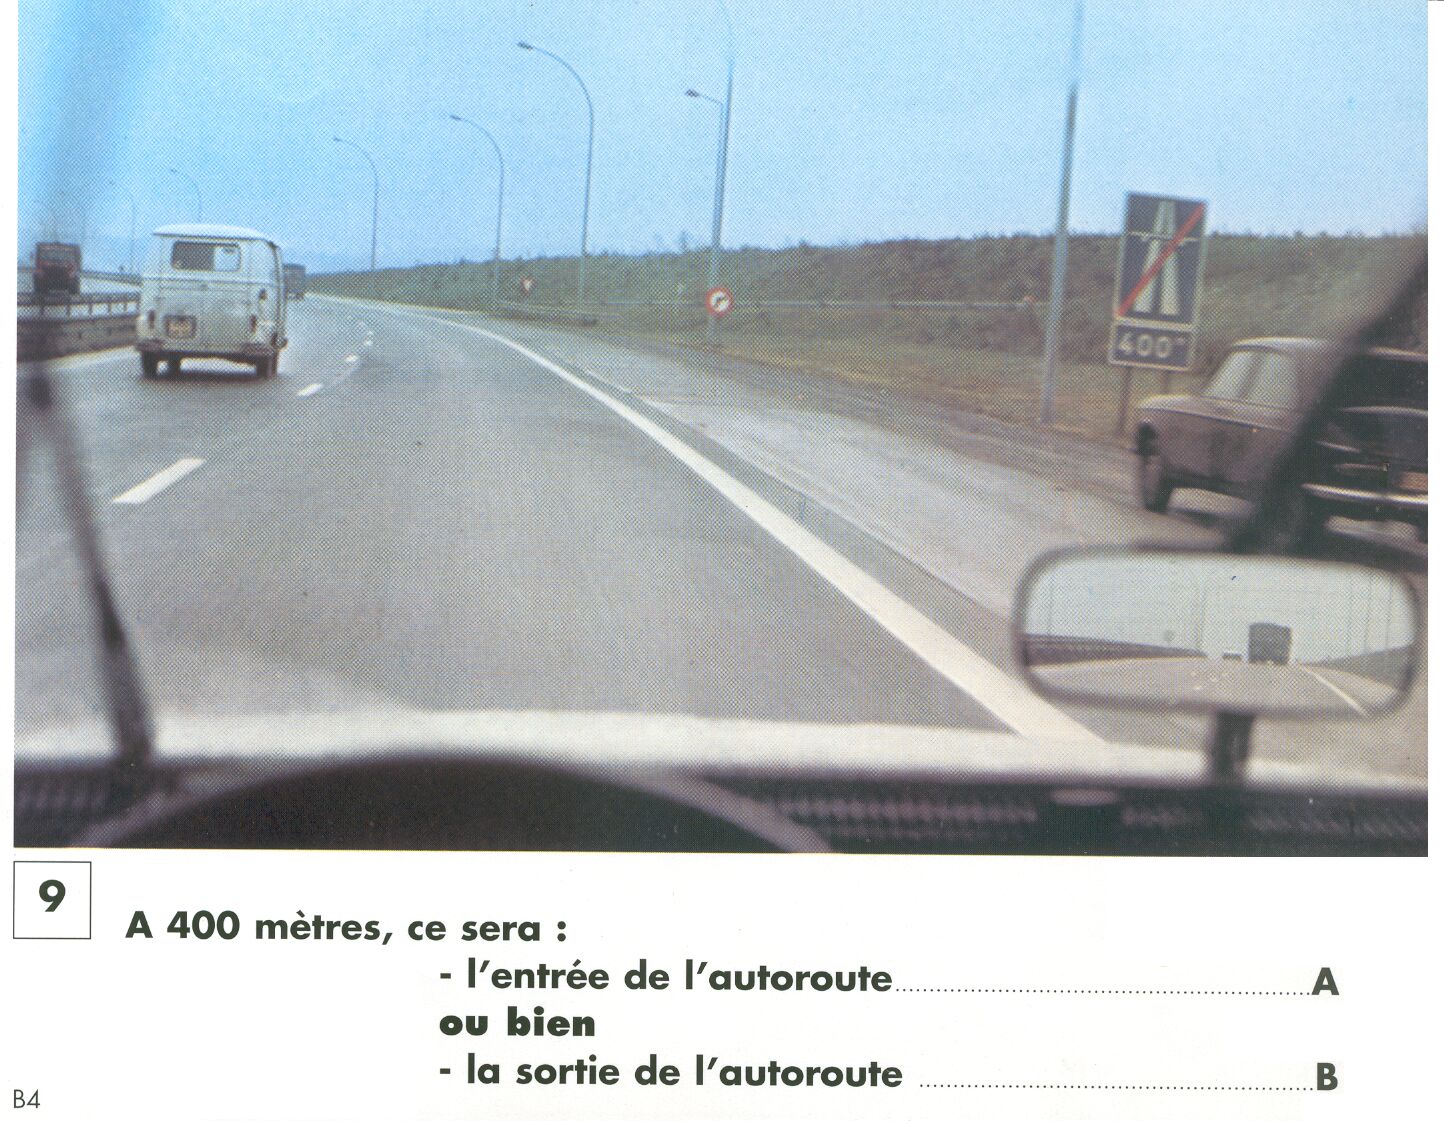 400 m
9
A 400 mètres, ce sera :
- l'entrée de l'autoroute A
ou bien
- la sortie de l'autoroute B
B4